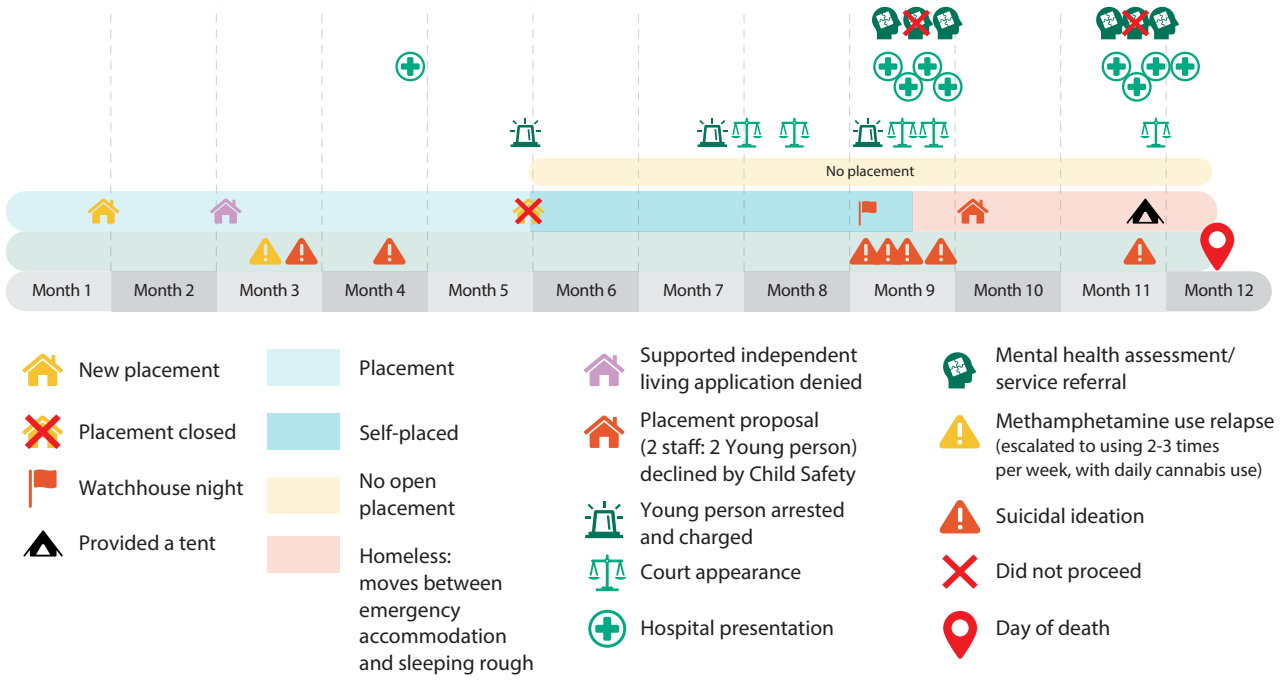 No placement
Month 1
Month 2
Month 3
Month 4
Month 5
Month 6
Month 7
Month 8
Month 9
Month 10
Month 11
Month 12
New placement
Placement closed
Watchhouse night
Provided a tent
Placement
Self-placed
No open
placement
Homeless:
moves between
emergency
accommodation
and sleeping rough
Supported independent
living application denied
Placement proposal
(2 staff: 2 Young person)
declined by Child Safety
Young person arrested
and charged
Court appearance
Hospital presentation
Mental health assessment/
service referral
Methamphetamine use relapse
(escalated to using 2-3 times
per week, with daily cannabis use)
Suicidal ideation
Did not proceed
Day of death